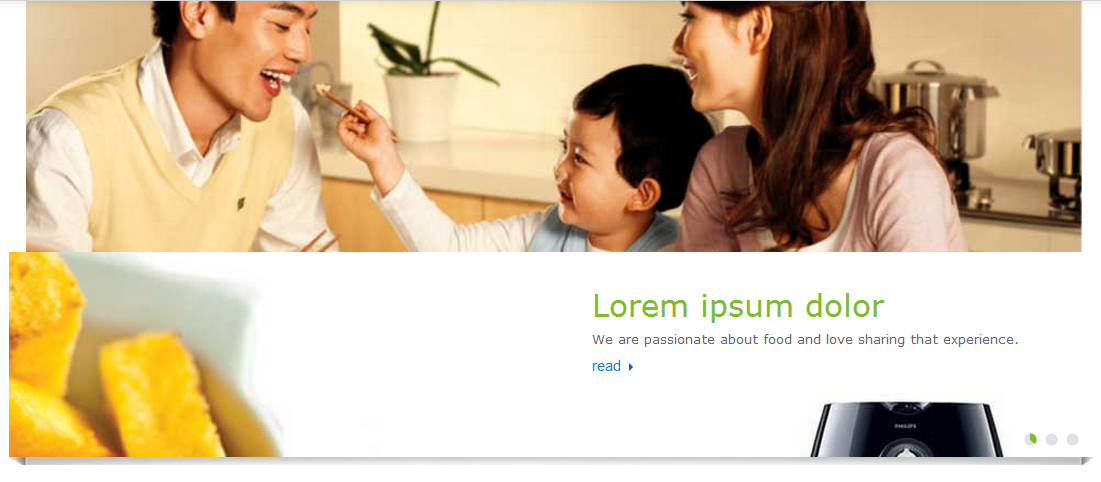 Lorem ipsum dolor
We are passionate about food and love sharing that experience.
read
PHILIPS